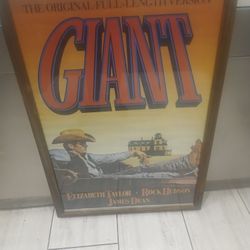 THE ORIGINAL FULL-LENGTH VERSION
GIANT
ELIZABETH TAYLOR • ROCK HUDSON
JAMES DEAN